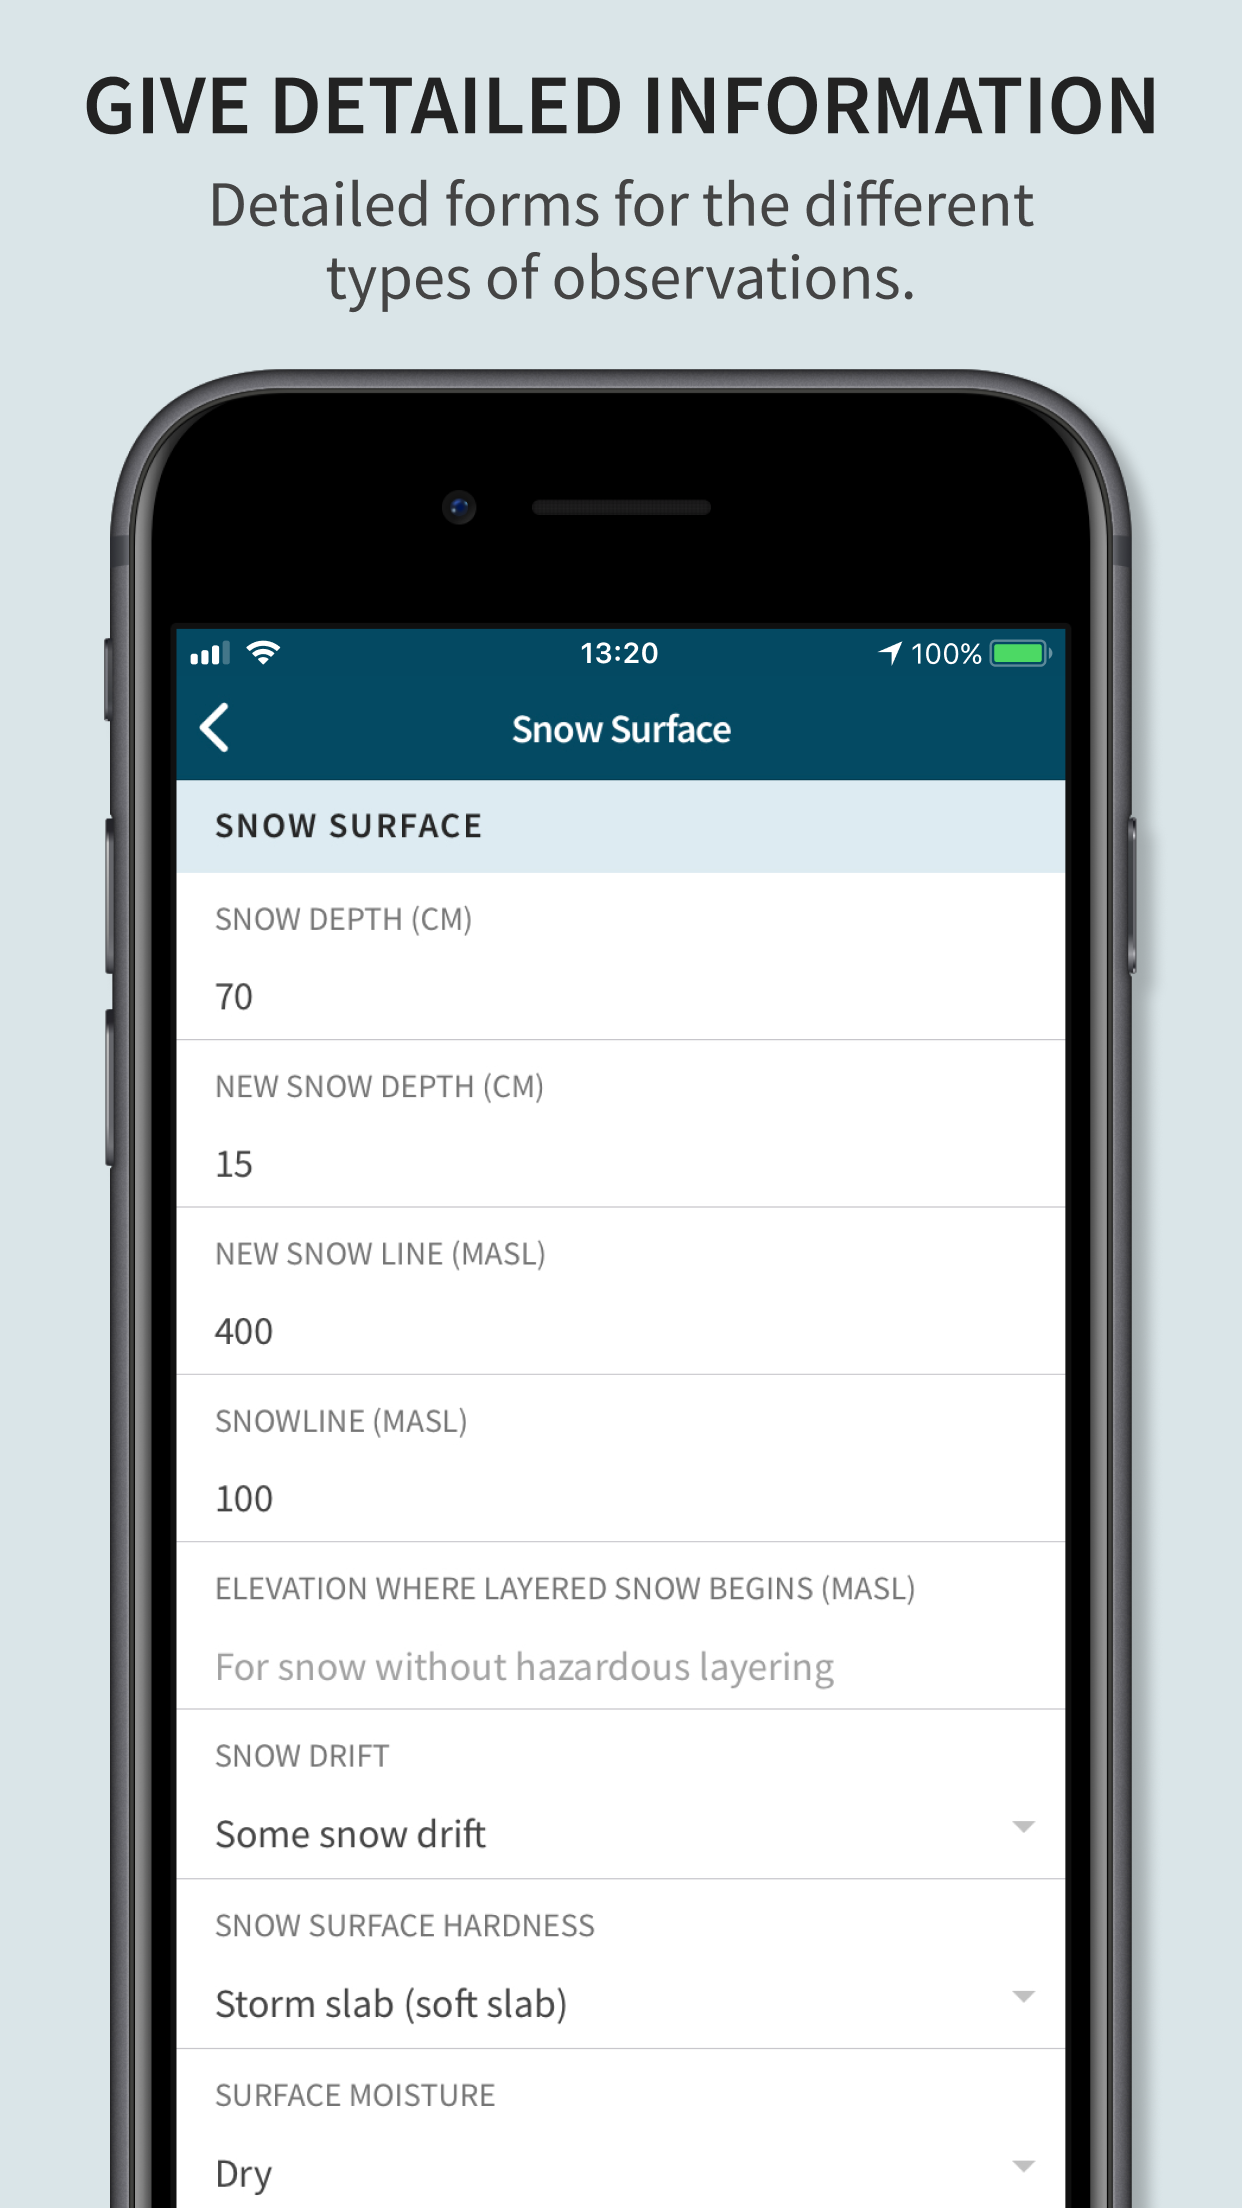 GIVE DETAILED INFORMATION
Detailed forms for the different
types of observations.
13:20
100%
Snow Surface
SNOW SURFACE
SNOW DEPTH (CM)
70
NEW SNOW DEPTH (CM)
15
NEW SNOW LINE (MASL)
400
SNOWLINE (MASL)
100
ELEVATION WHERE LAYERED SNOW BEGINS (MASL)
For snow without hazardous layering
SNOW DRIFT
Some snow drift
SNOW SURFACE HARDNESS
Storm slab (soft slab)
SURFACE MOISTURE
Dry